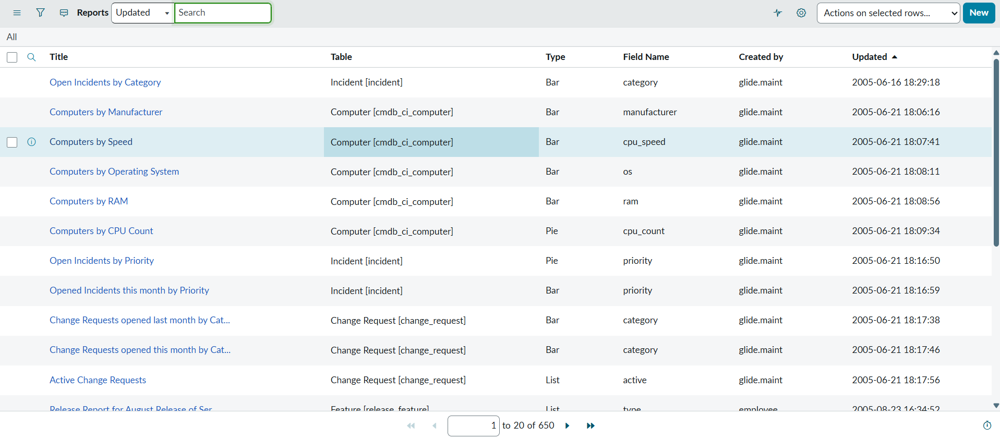 Reports Updated Search Actions on selected rows... New
All
Title Table Type Field Name Created by Updated
Open Incidents by Category Incident [incident] Bar category glide.maint 2005-06-16 18:29:18
Computers by Manufacturer Computer [cmdb_ci_computer] Bar manufacturer glide.maint 2005-06-21 18:06:16
Computers by Speed Computer [cmdb_ci_computer] Bar cpu_speed glide.maint 2005-06-21 18:07:41
Computers by Operating System Computer [cmdb_ci_computer] Bar os glide.maint 2005-06-21 18:08:11
Computers by RAM Computer [cmdb_ci_computer] Bar ram glide.maint 2005-06-21 18:08:56
Computers by CPU Count Computer [cmdb_ci_computer] Pie cpu_count glide.maint 2005-06-21 18:09:34
Open Incidents by Priority Incident [incident] Pie priority glide.maint 2005-06-21 18:16:50
Opened Incidents this month by Priority Incident [incident] Bar priority glide.maint 2005-06-21 18:16:59
Change Requests opened last month by Cat... Change Request [change_request] Bar category glide.maint 2005-06-21 18:17:38
Change Requests opened this month by Cat... Change Request [change_request] Bar category glide.maint 2005-06-21 18:17:46
Active Change Requests Change Request [change_request] List active glide.maint 2005-06-21 18:17:56
Release Report for August Release of Ser... Feature [release_feature] List type employee 2005-08-23 16:34:52
1 to 20 of 650